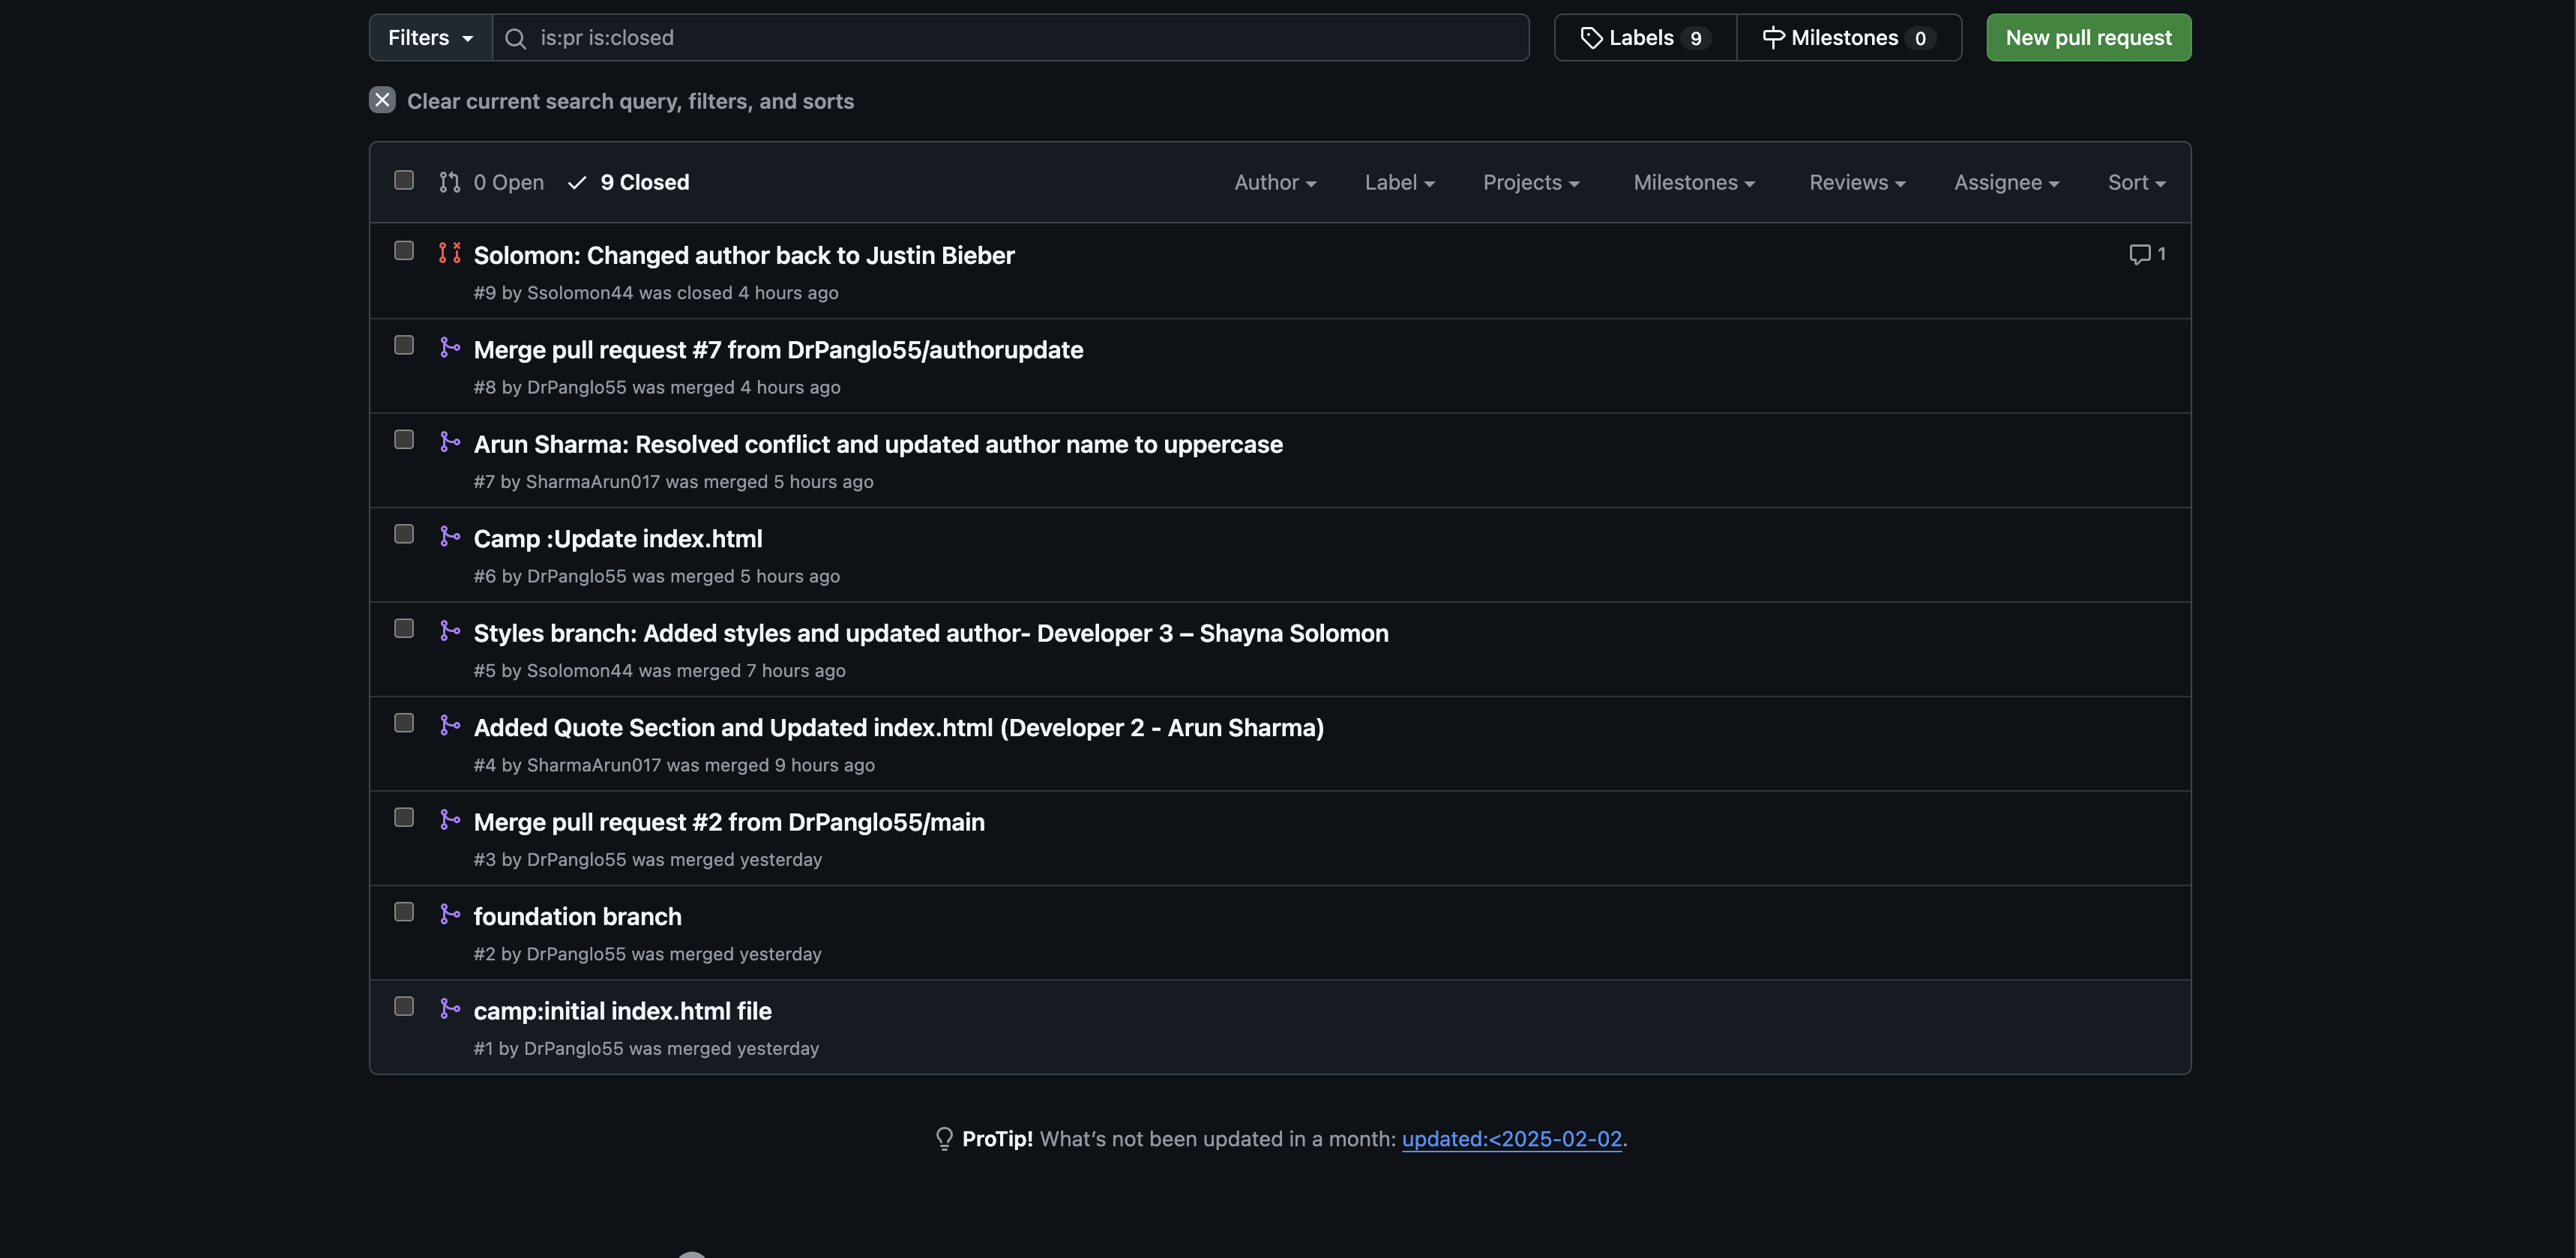 Filters is:pr is:closed Labels 9 Milestones 0 New pull request
Clear current search query, filters, and sorts
0 Open 9 Closed Author Label Projects Milestones Reviews Assignee Sort
Solomon: Changed author back to Justin Bieber 1
#9 by Ssolomon44 was closed 4 hours ago
Merge pull request #7 from DrPanglo55/authorupdate
#8 by DrPanglo55 was merged 4 hours ago
Arun Sharma: Resolved conflict and updated author name to uppercase
#7 by SharmaArun017 was merged 5 hours ago
Camp :Update index.html
#6 by DrPanglo55 was merged 5 hours ago
Styles branch: Added styles and updated author- Developer 3 – Shayna Solomon
#5 by Ssolomon44 was merged 7 hours ago
Added Quote Section and Updated index.html (Developer 2 - Arun Sharma)
#4 by SharmaArun017 was merged 9 hours ago
Merge pull request #2 from DrPanglo55/main
#3 by DrPanglo55 was merged yesterday
foundation branch
#2 by DrPanglo55 was merged yesterday
camp:initial index.html file
#1 by DrPanglo55 was merged yesterday
ProTip! What’s not been updated in a month: updated:<2025-02-02.